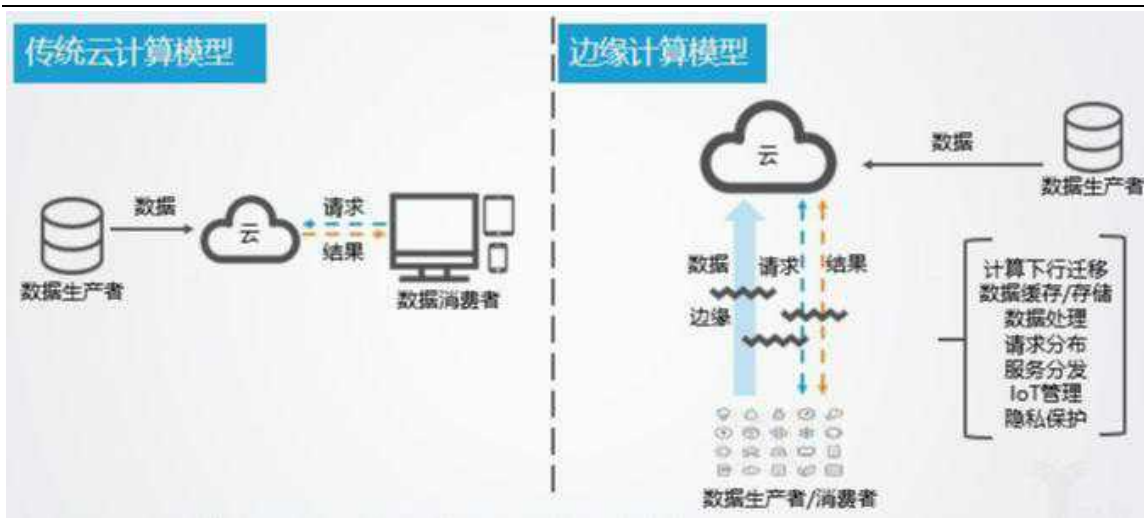 传统云计算模型
数据
云
请求
结果
数据生产者
数据消费者
边缘计算模型
云
数据
数据生产者
数据
请求
结果
边缘
数据生产者/消费者
计算下行迁移
数据缓存/存储
数据处理
请求分布
服务分发
IoT管理
隐私保护